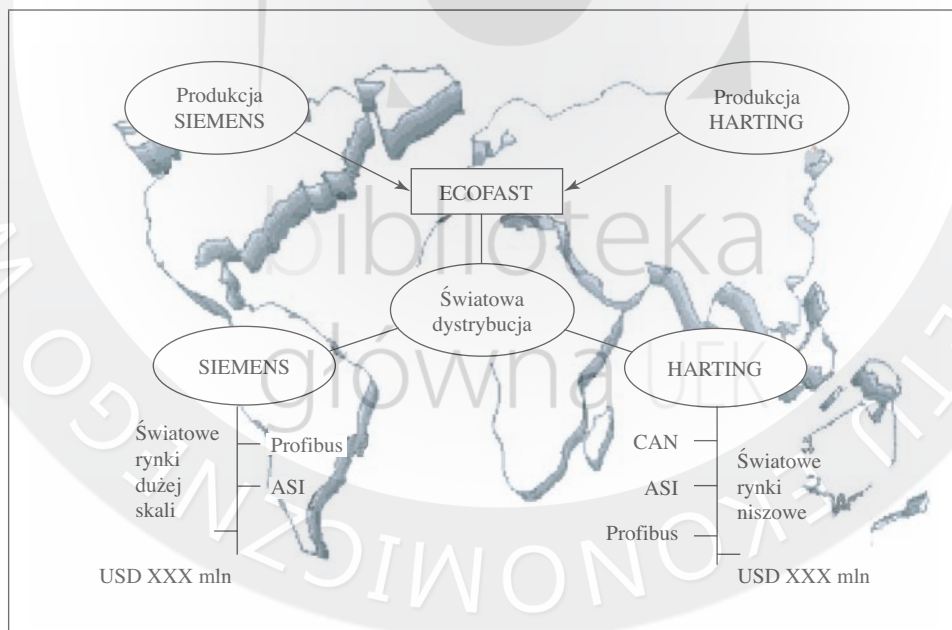 Produkcja
SIEMENS
Produkcja
HARTING
ECOFAST
biblioteka
Światowa
dystrybucja
główna UEK
SIEMENS
HARTING
Światowe
rynki
dużej
skali
Profibus
ASI
USD XXX mln
CAN
ASI
Profibus
Światowe
rynki
niszowe
USD XXX mln
EKONOMICZNEGO